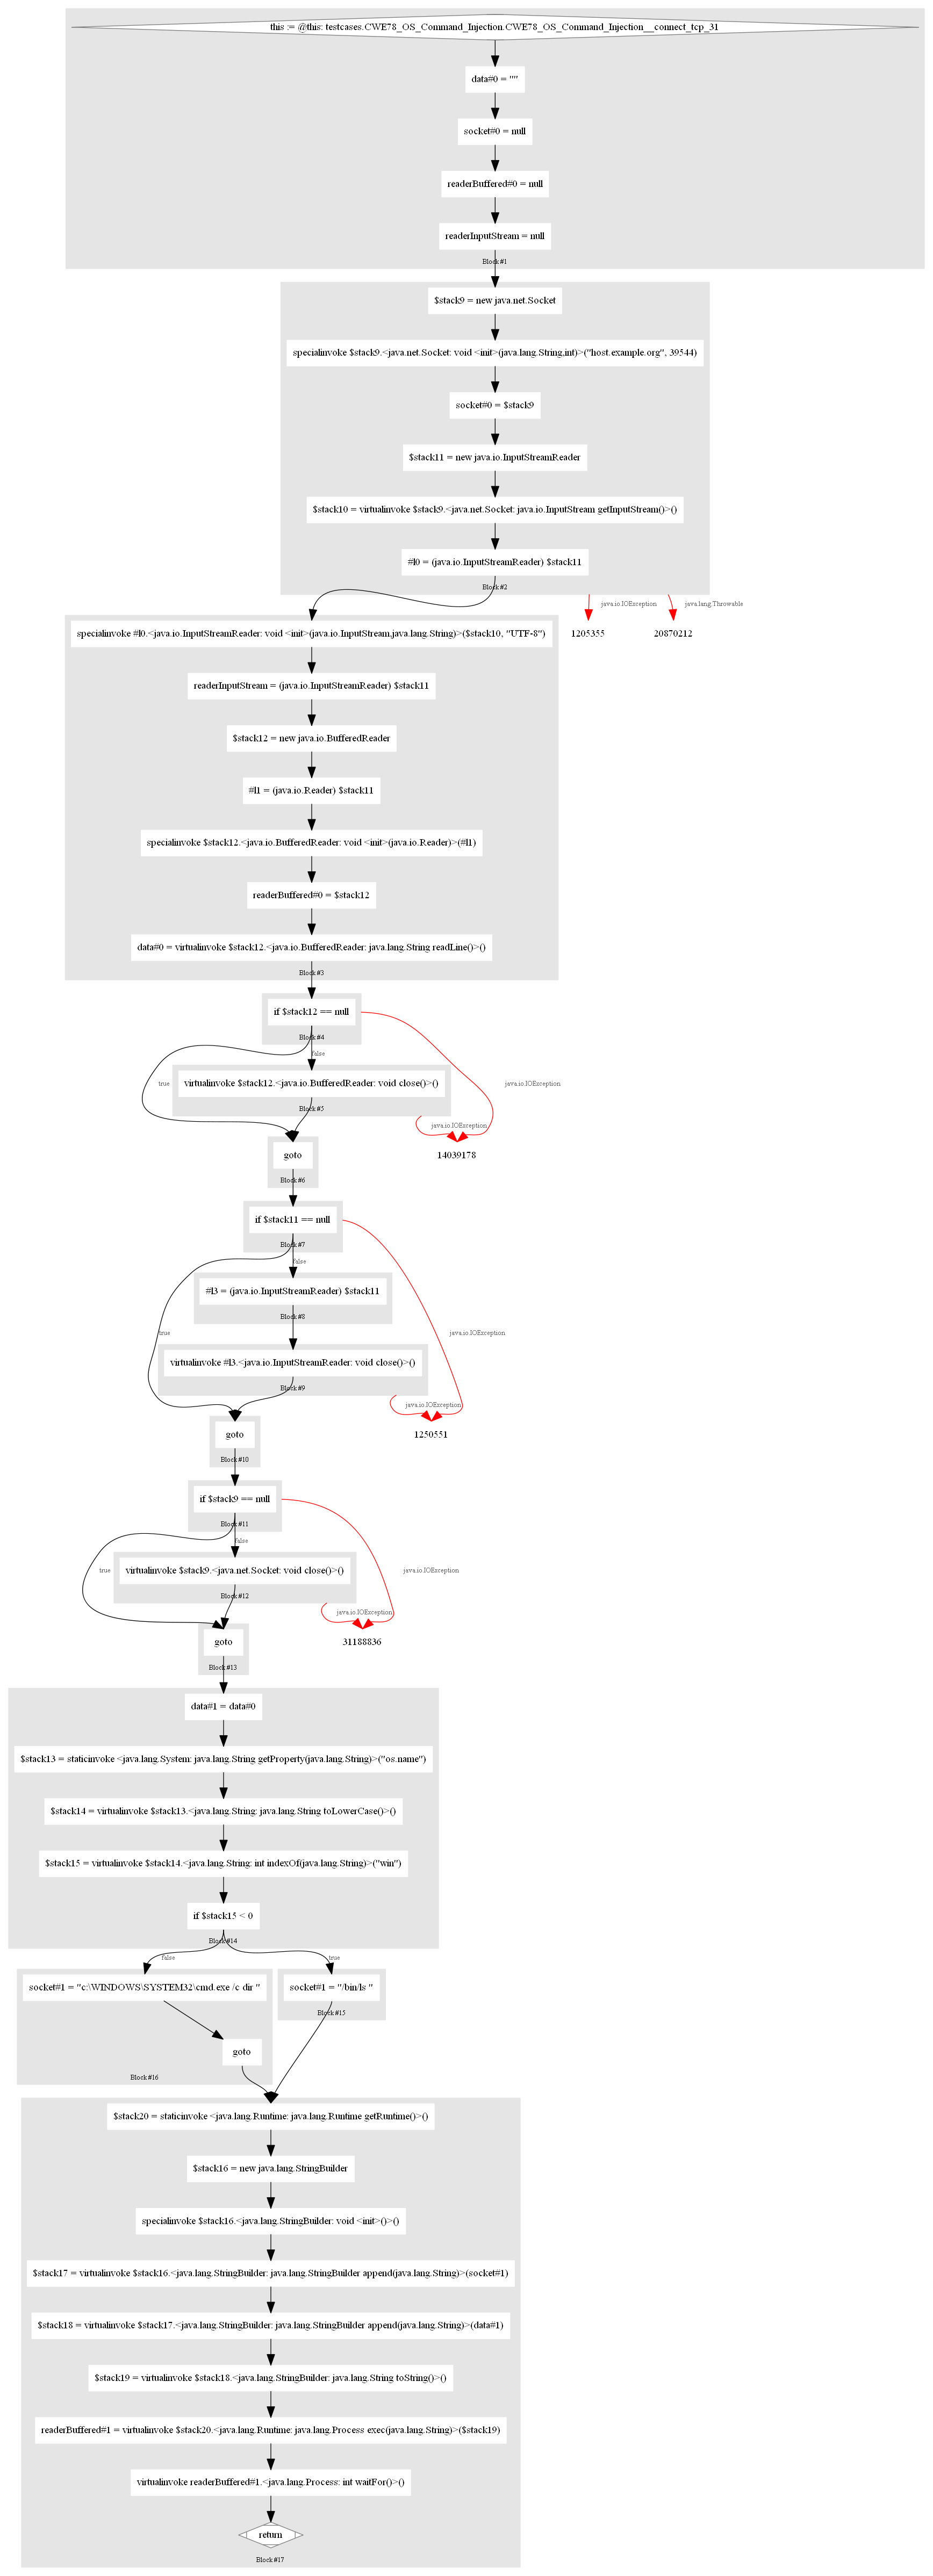 this := @this: testcases.CWE78_OS_Command_Injection.CWE78_OS_Command_Injection__connect_tcp_31
data#0 = ""
socket#0 = null
readerBuffered#0 = null
readerInputStream = null
Block #1
$stack9 = new java.net.Socket
specialinvoke $stack9.<java.net.Socket: void <init>(java.lang.String,int)>("host.example.org", 39544)
socket#0 = $stack9
$stack11 = new java.io.InputStreamReader
$stack10 = virtualinvoke $stack9.<java.net.Socket: java.io.InputStream getInputStream()>()
#l0 = (java.io.InputStreamReader) $stack11
Block #2
java.io.IOException
java.lang.Throwable
1205355
20870212
specialinvoke #l0.<java.io.InputStreamReader: void <init>(java.io.InputStream,java.lang.String)>($stack10, "UTF-8")
readerInputStream = (java.io.InputStreamReader) $stack11
$stack12 = new java.io.BufferedReader
#l1 = (java.io.Reader) $stack11
specialinvoke $stack12.<java.io.BufferedReader: void <init>(java.io.Reader)>(#l1)
readerBuffered#0 = $stack12
data#0 = virtualinvoke $stack12.<java.io.BufferedReader: java.lang.String readLine()>()
Block #3
if $stack12 == null
Block #4
false
true
java.io.IOException
virtualinvoke $stack12.<java.io.BufferedReader: void close()>()
Block #5
java.io.IOException
14039178
goto
Block #6
if $stack11 == null
Block #7
false
#l3 = (java.io.InputStreamReader) $stack11
Block #8
true
java.io.IOException
virtualinvoke #l3.<java.io.InputStreamReader: void close()>()
Block #9
java.io.IOException
1250551
goto
Block #10
if $stack9 == null
Block #11
false
true
java.io.IOException
virtualinvoke $stack9.<java.net.Socket: void close()>()
Block #12
java.io.IOException
31188836
goto
Block #13
data#1 = data#0
$stack13 = staticinvoke <java.lang.System: java.lang.String getProperty(java.lang.String)>("os.name")
$stack14 = virtualinvoke $stack13.<java.lang.String: java.lang.String toLowerCase()>()
$stack15 = virtualinvoke $stack14.<java.lang.String: int indexOf(java.lang.String)>("win")
if $stack15 < 0
Block #14
false
true
socket#1 = "c:\WINDOWS\SYSTEM32\cmd.exe /c dir "
socket#1 = "/bin/ls "
Block #15
goto
Block #16
$stack20 = staticinvoke <java.lang.Runtime: java.lang.Runtime getRuntime()>()
$stack16 = new java.lang.StringBuilder
specialinvoke $stack16.<java.lang.StringBuilder: void <init>()>()
$stack17 = virtualinvoke $stack16.<java.lang.StringBuilder: java.lang.StringBuilder append(java.lang.String)>(socket#1)
$stack18 = virtualinvoke $stack17.<java.lang.StringBuilder: java.lang.StringBuilder append(java.lang.String)>(data#1)
$stack19 = virtualinvoke $stack18.<java.lang.StringBuilder: java.lang.String toString()>()
readerBuffered#1 = virtualinvoke $stack20.<java.lang.Runtime: java.lang.Process exec(java.lang.String)>($stack19)
virtualinvoke readerBuffered#1.<java.lang.Process: int waitFor()>()
return
Block #17